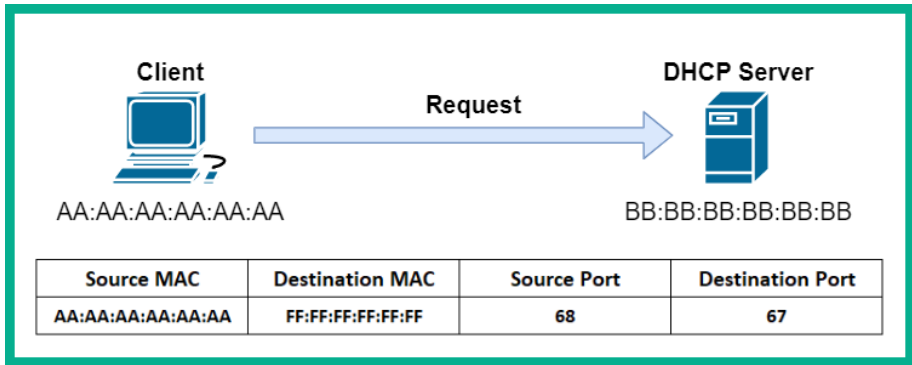 Client
DHCP Server
Request
AA:AA:AA:AA:AA:AA
BB:BB:BB:BB:BB:BB
Source MAC Destination MAC Source Port Destination Port
AA:AA:AA:AA:AA:AA FF:FF:FF:FF:FF:FF 68 67